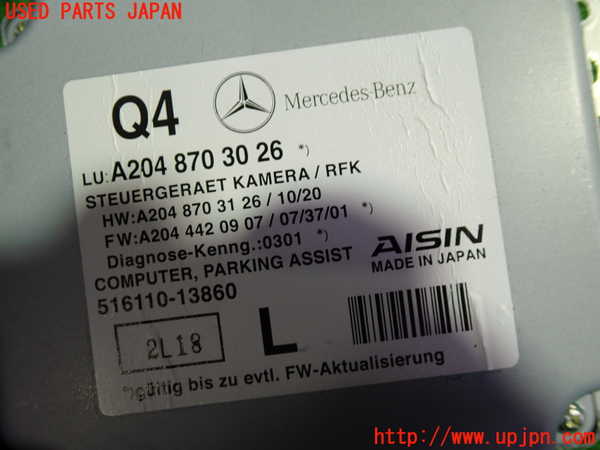 USED PARTS JAPAN
Q4 Mercedes-Benz
LU:A204 870 30 26 *)
STEUERGERAET KAMERA / RFK
HW:A204 870 31 26 / 10/20
FW:A204 442 09 07 / 07/37/01 *)
Diagnose-Kenng.:0301 *)
COMPUTER, PARKING ASSIST
516110-13860
AISIN
MADE IN JAPAN
2L18 L
*)gültig bis zu evtl. FW-Aktualisierung
http://www.upjpn.com/